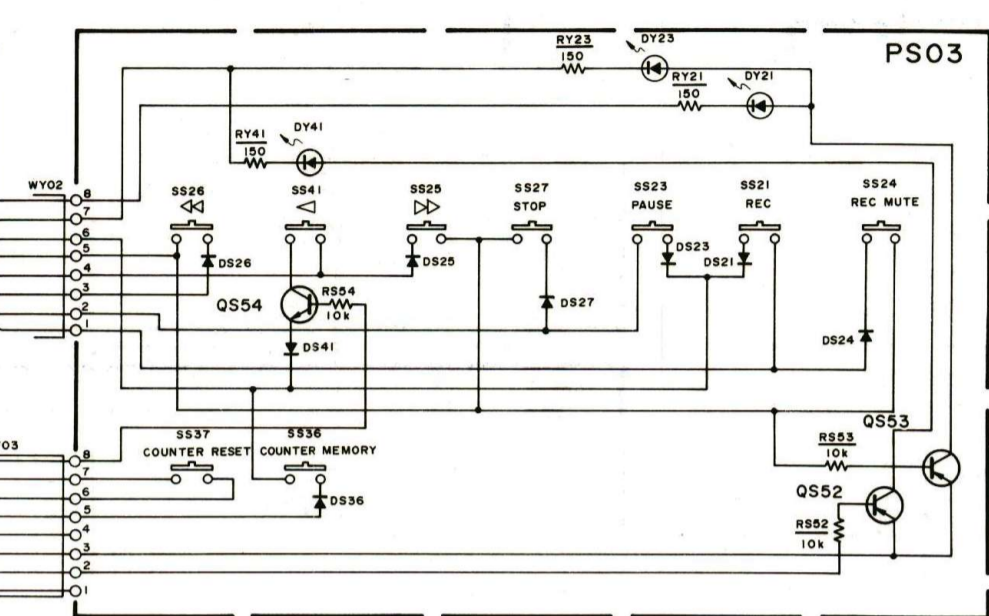 PS03
RY23
150
DY23
RY21
150
DY21
RY41
150
DY41
WY02
8
7
6
5
4
3
2
1
SS26
SS41
SS25
SS27
STOP
SS23
PAUSE
SS21
REC
SS24
REC MUTE
DS26
DS25
DS23
DS21
QS54
RS54
10k
DS27
DS41
DS24
SS37
COUNTER RESET
SS36
COUNTER MEMORY
QS53
RS53
10k
03
8
7
6
5
4
3
2
1
DS36
QS52
RS52
10k